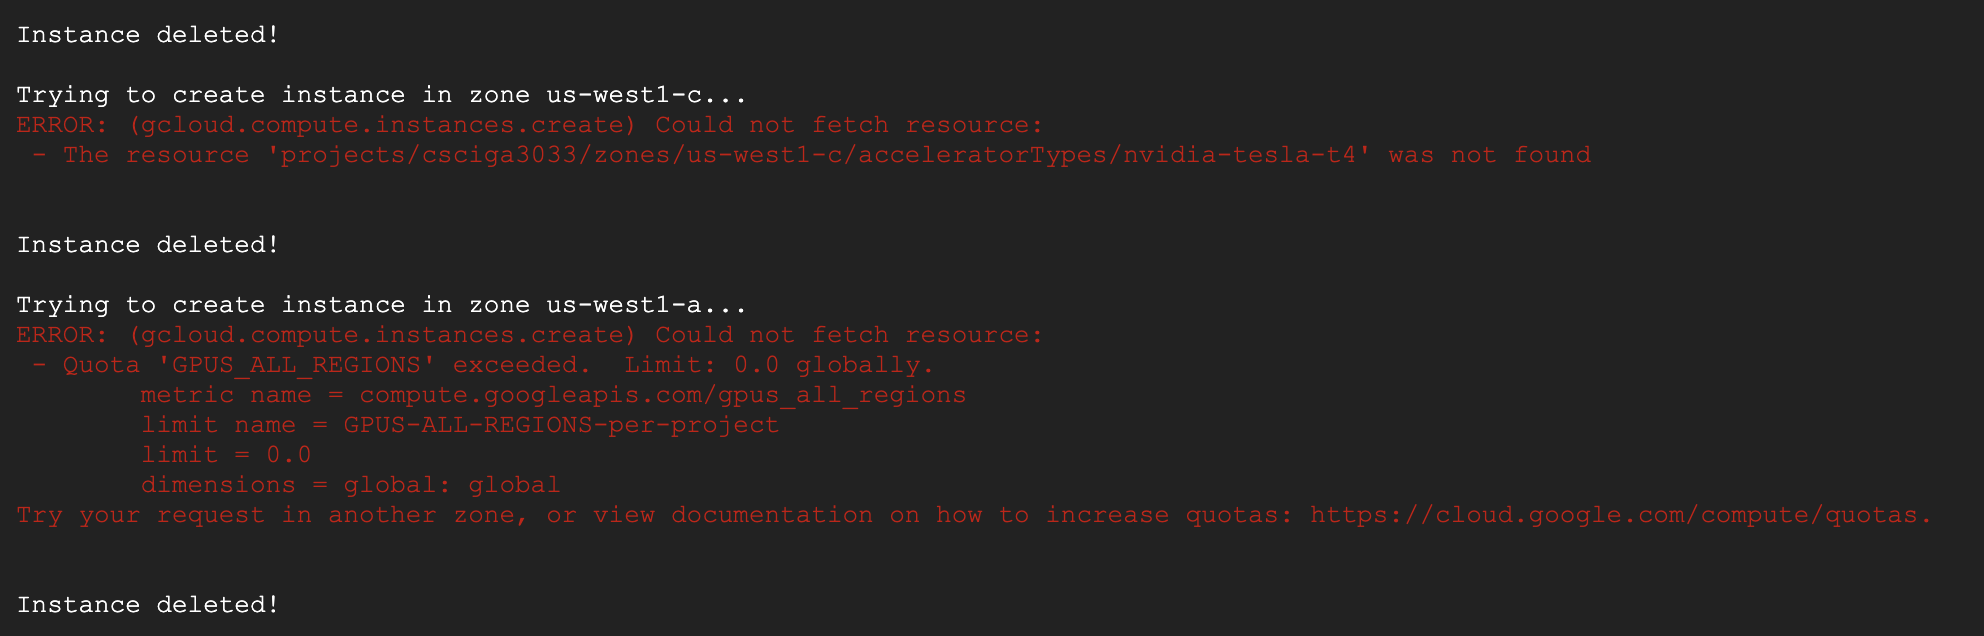 Instance deleted!
Trying to create instance in zone us-west1-c...
ERROR: (gcloud.compute.instances.create) Could not fetch resource:
 - The resource 'projects/csciga3033/zones/us-west1-c/acceleratorTypes/nvidia-tesla-t4' was not found
Instance deleted!
Trying to create instance in zone us-west1-a...
ERROR: (gcloud.compute.instances.create) Could not fetch resource:
 - Quota 'GPUS_ALL_REGIONS' exceeded.  Limit: 0.0 globally.
        metric name = compute.googleapis.com/gpus_all_regions
        limit name = GPUS-ALL-REGIONS-per-project
        limit = 0.0
        dimensions = global: global
Try your request in another zone, or view documentation on how to increase quotas: https://cloud.google.com/compute/quotas.
Instance deleted!